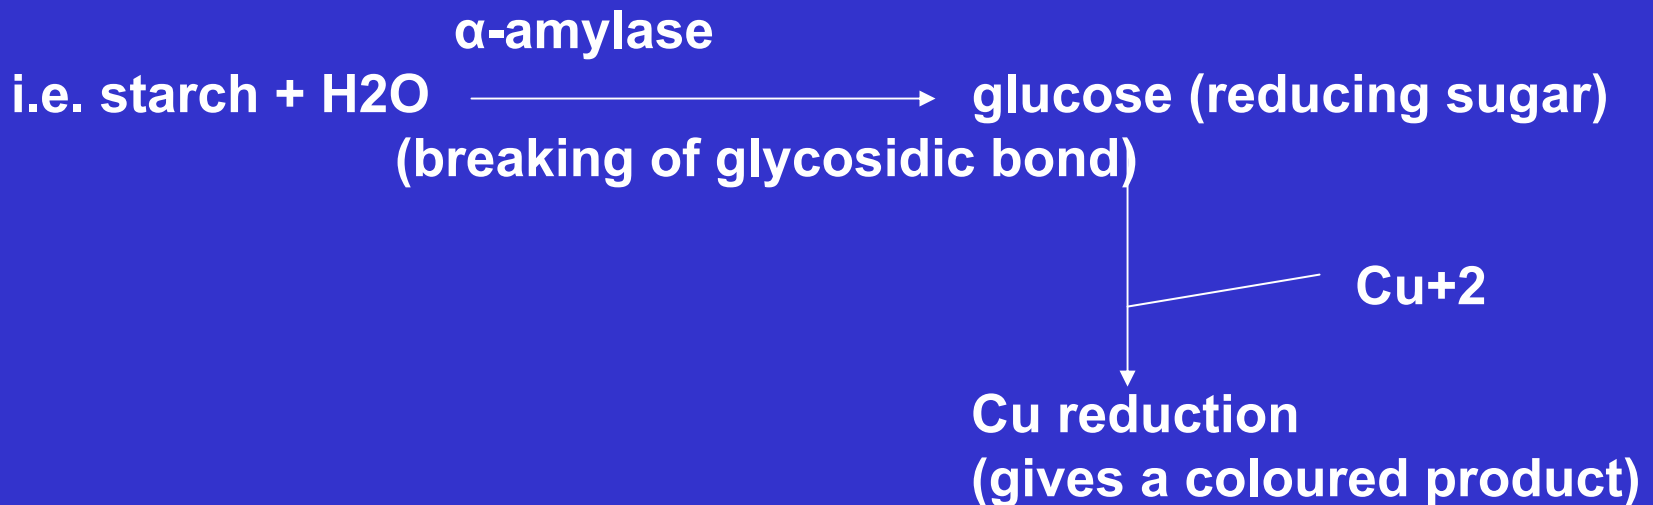 α-amylase
i.e. starch + H2O glucose (reducing sugar)
(breaking of glycosidic bond)
Cu+2
Cu reduction
(gives a coloured product)